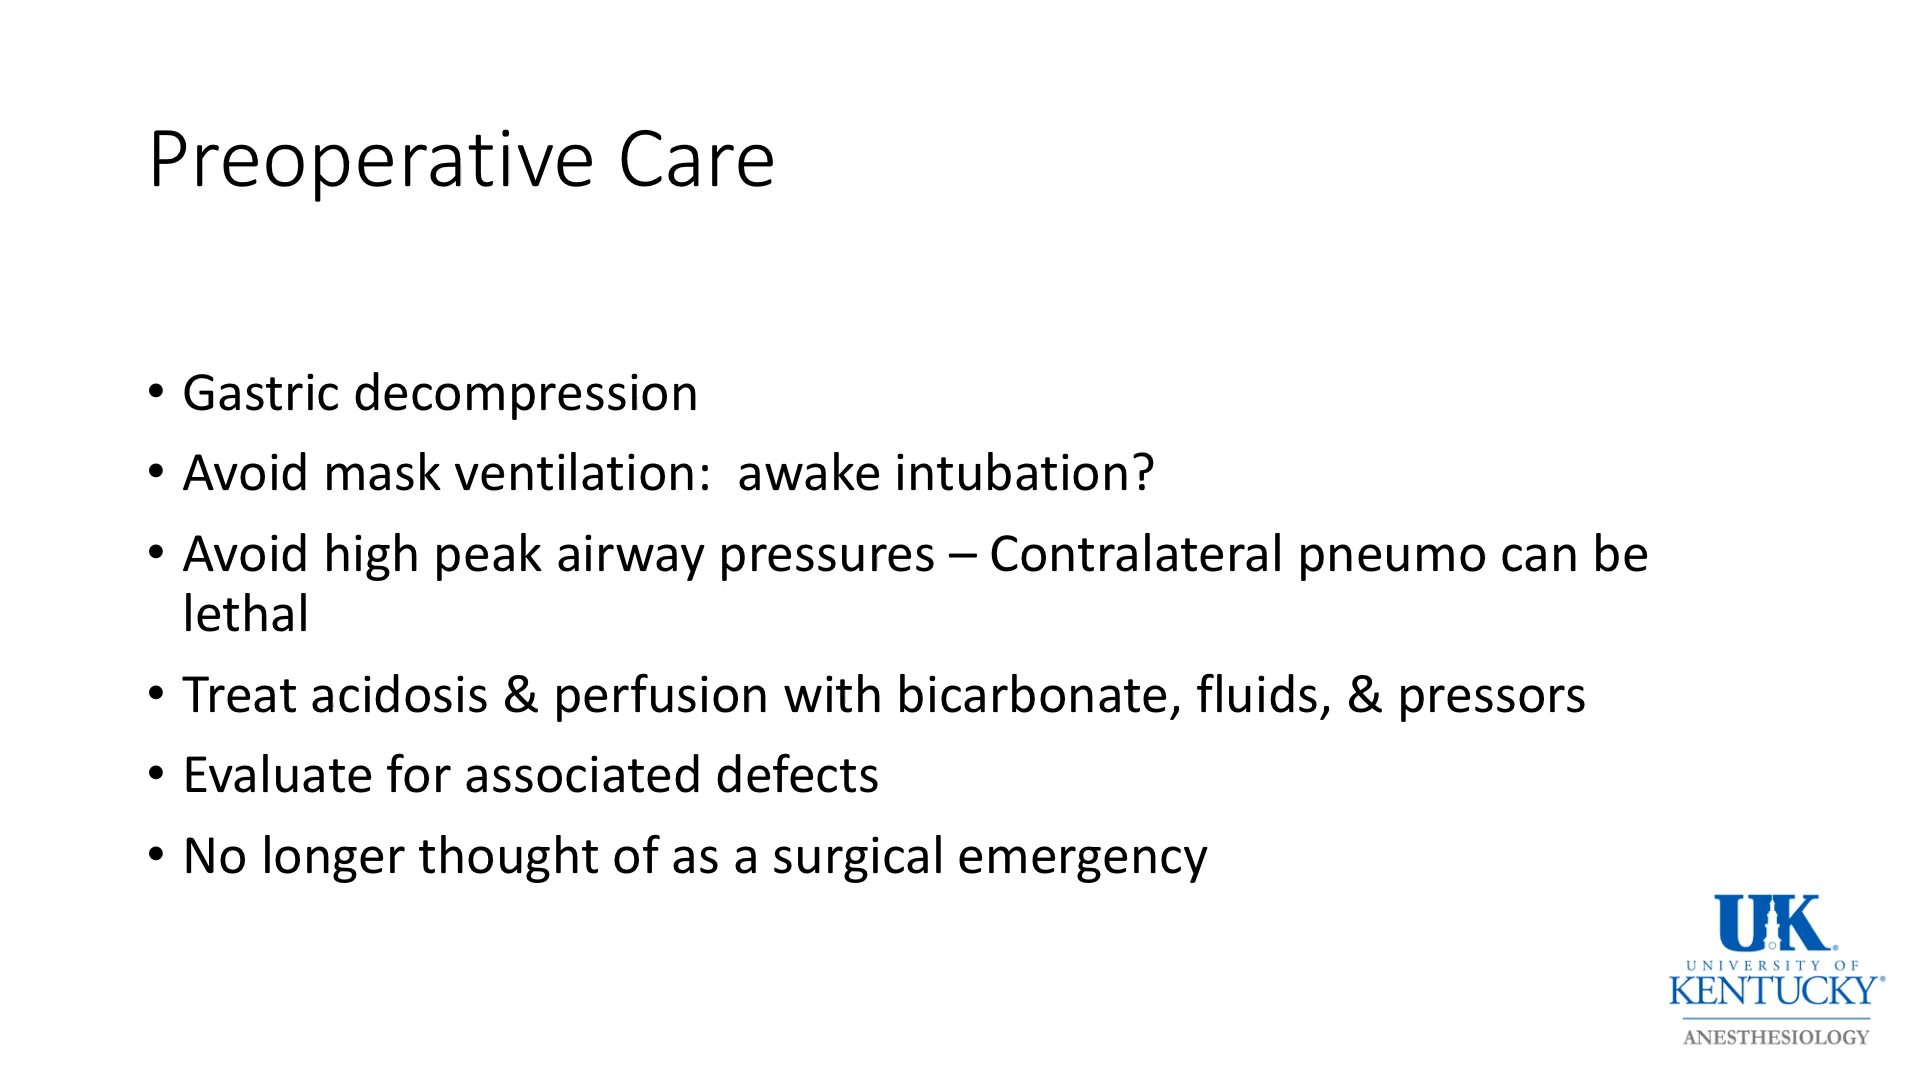 Preoperative Care
• Gastric decompression
• Avoid mask ventilation:  awake intubation?
• Avoid high peak airway pressures – Contralateral pneumo can be
lethal
• Treat acidosis & perfusion with bicarbonate, fluids, & pressors
• Evaluate for associated defects
• No longer thought of as a surgical emergency
UK®
UNIVERSITY OF
KENTUCKY®
ANESTHESIOLOGY